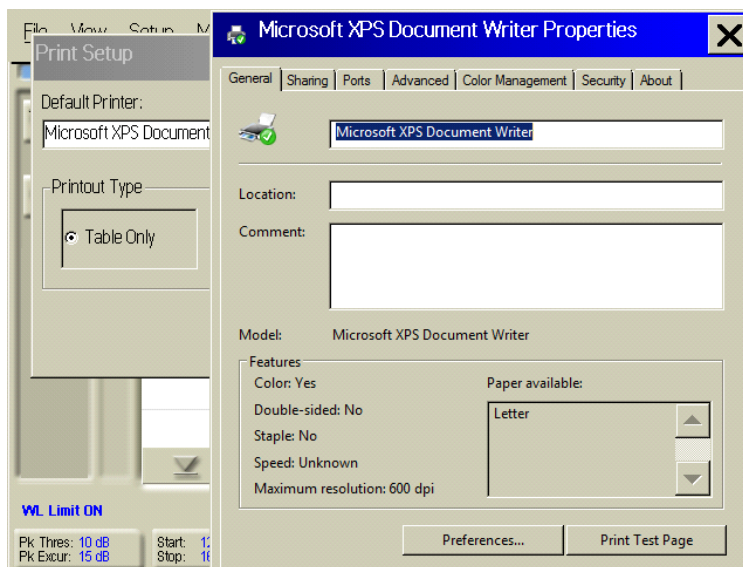 File View Setup
Print Setup
Default Printer:
Microsoft XPS Document
Printout Type
Table Only
WL Limit ON
Pk Thres: 10 dB
Pk Excur: 15 dB
Start:
Stop:
Microsoft XPS Document Writer Properties
General Sharing Ports Advanced Color Management Security About
Microsoft XPS Document Writer
Location:
Comment:
Model: Microsoft XPS Document Writer
Features
Color: Yes
Double-sided: No
Staple: No
Speed: Unknown
Maximum resolution: 600 dpi
Paper available:
Letter
Preferences...
Print Test Page